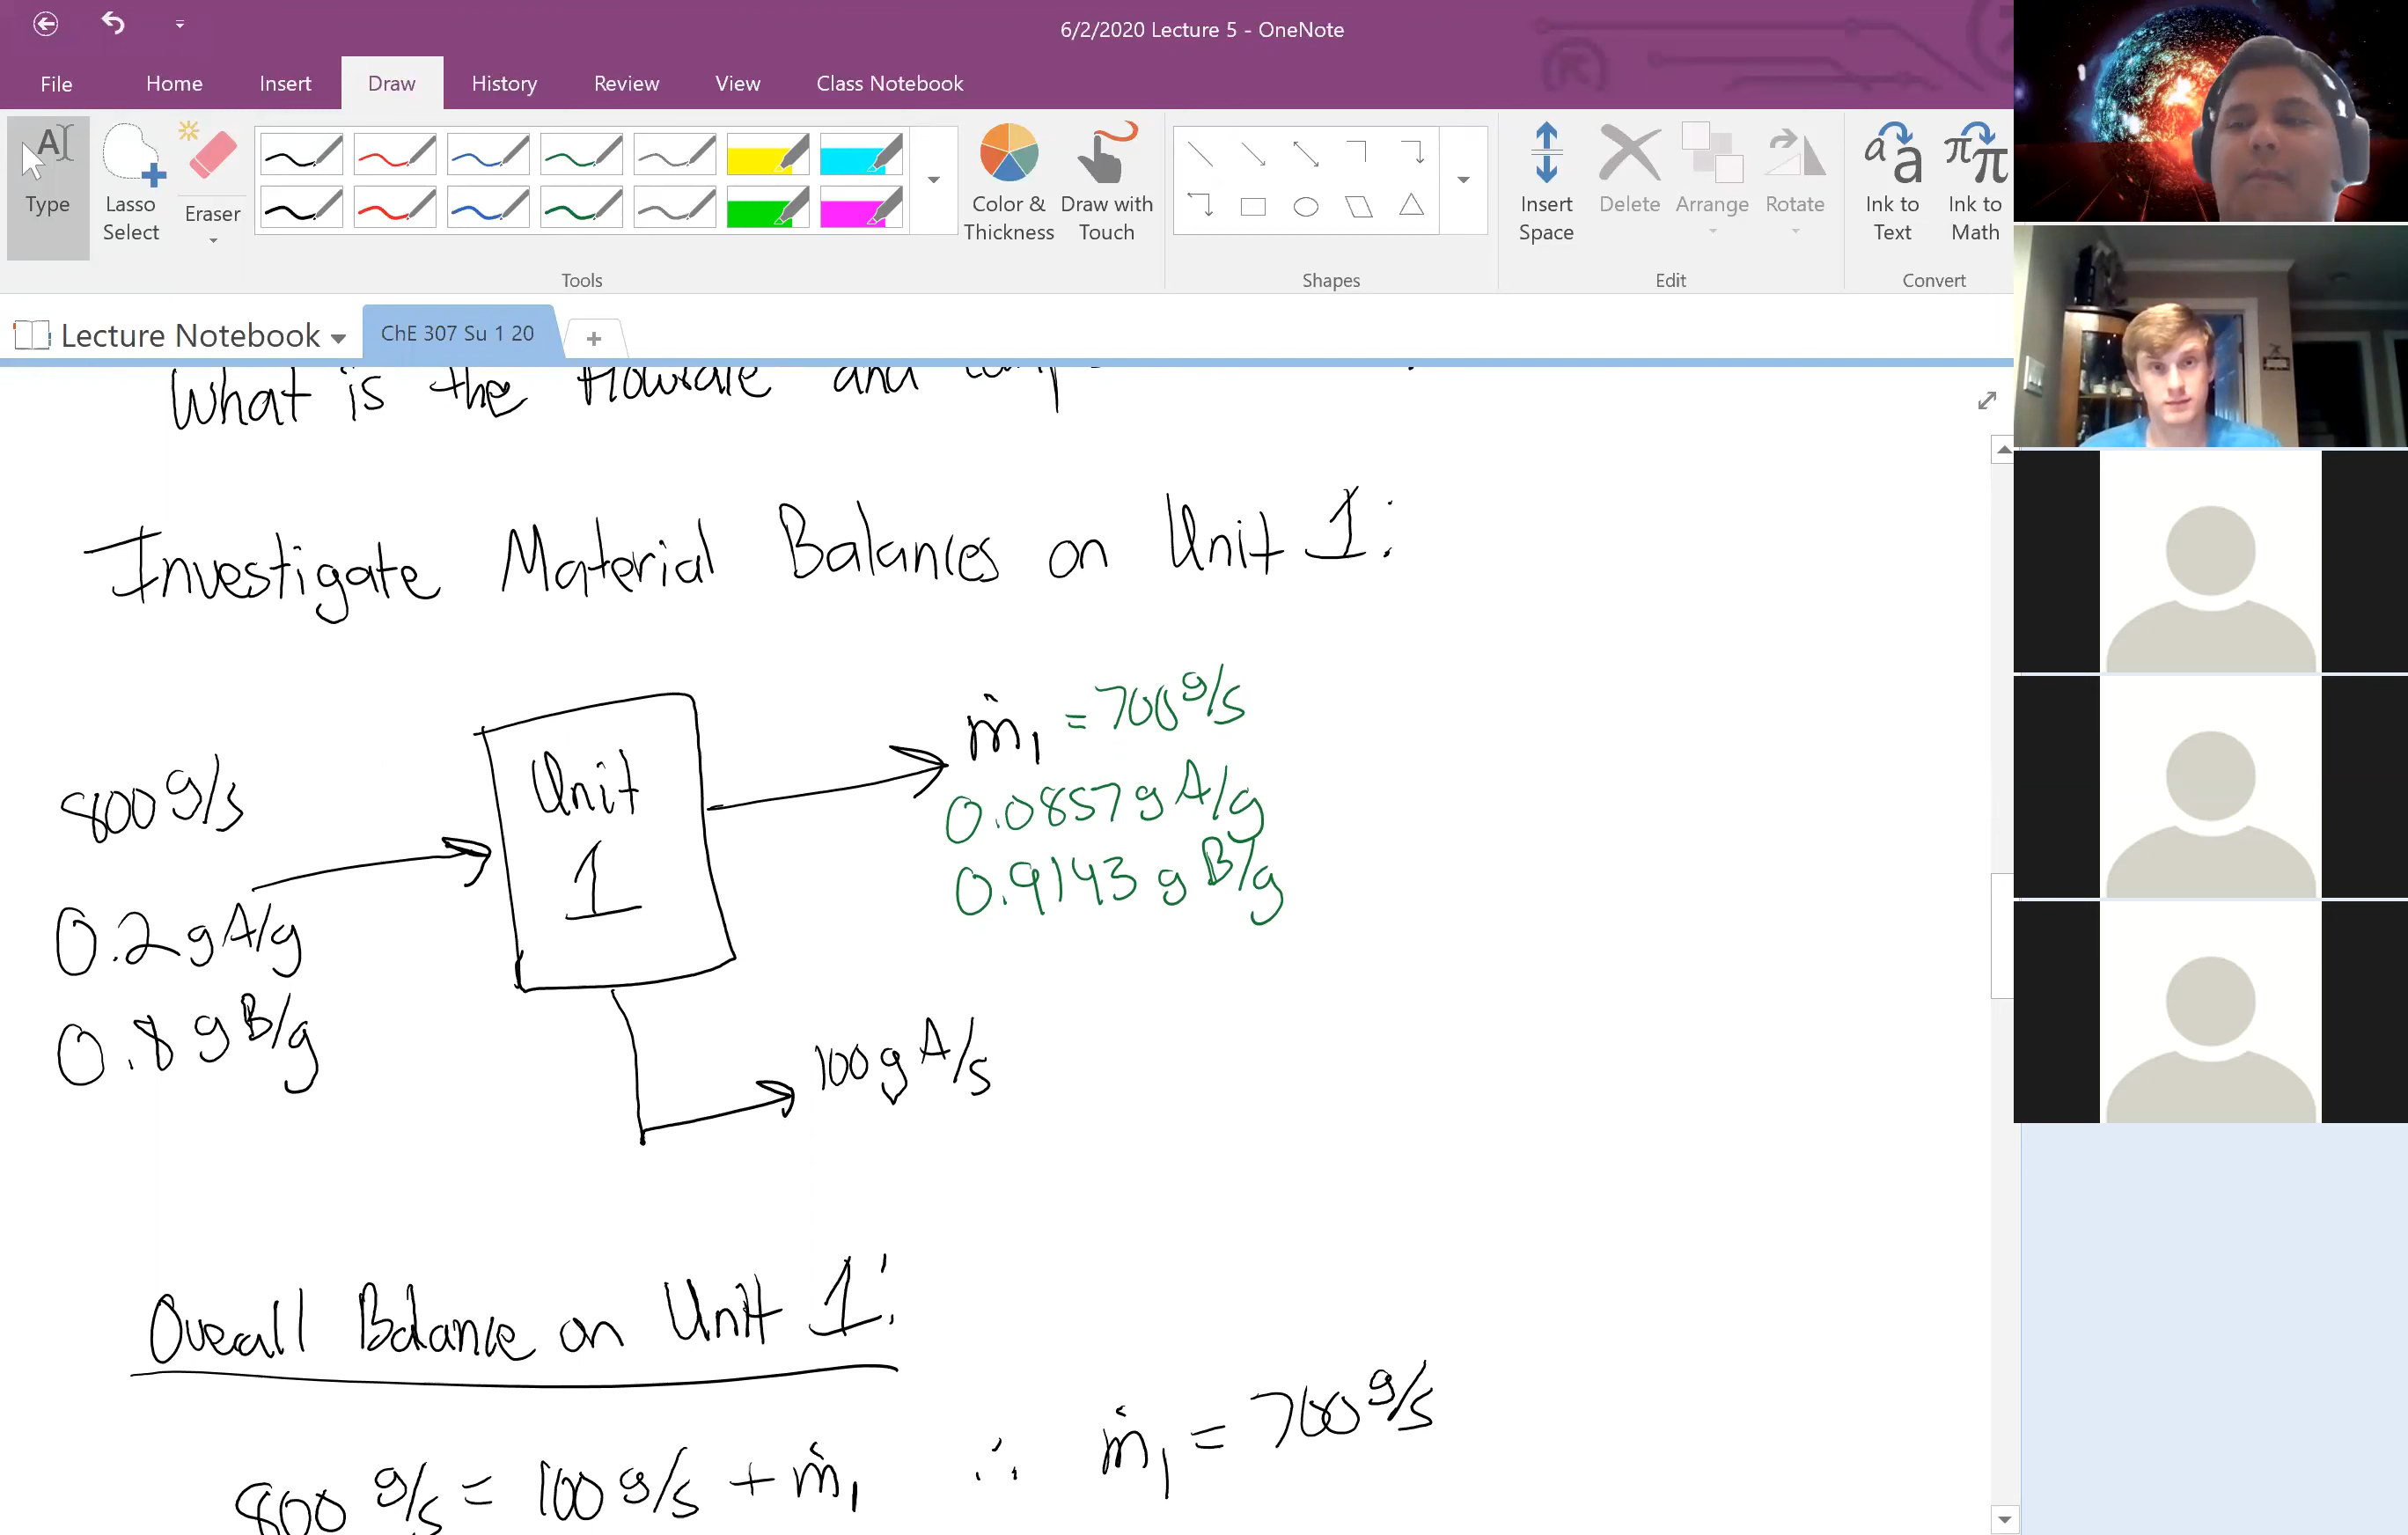 6/2/2020 Lecture 5 - OneNote
File Home Insert Draw History Review View Class Notebook
Type
Lasso Select
Eraser
Color & Thickness
Draw with Touch
Insert Space
Delete
Arrange
Rotate
Ink to Text
Ink to Math
Tools Shapes Edit Convert
Lecture Notebook
ChE 307 Su 1 20
What is the flowrate and
Investigate Material Balances on Unit 1:
ṁ₁ = 700 g/s
0.0857 g A/g
0.9143 g B/g
Unit
1
800 g/s
0.2 g A/g
0.8 g B/g
100 g A/s
Overall Balance on Unit 1:
800 g/s = 100 g/s + ṁ₁ ∴ ṁ₁ = 700 g/s